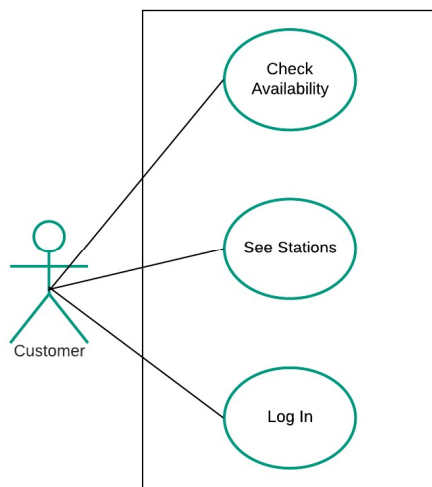 Check
Availability
See Stations
Customer
Log In